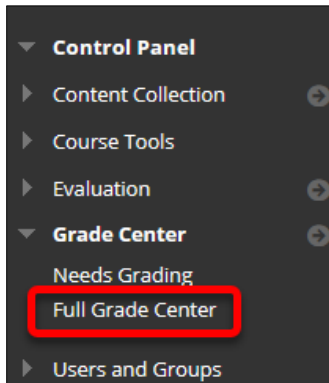 Control Panel
Content Collection
Course Tools
Evaluation
Grade Center
Needs Grading
Full Grade Center
Users and Groups